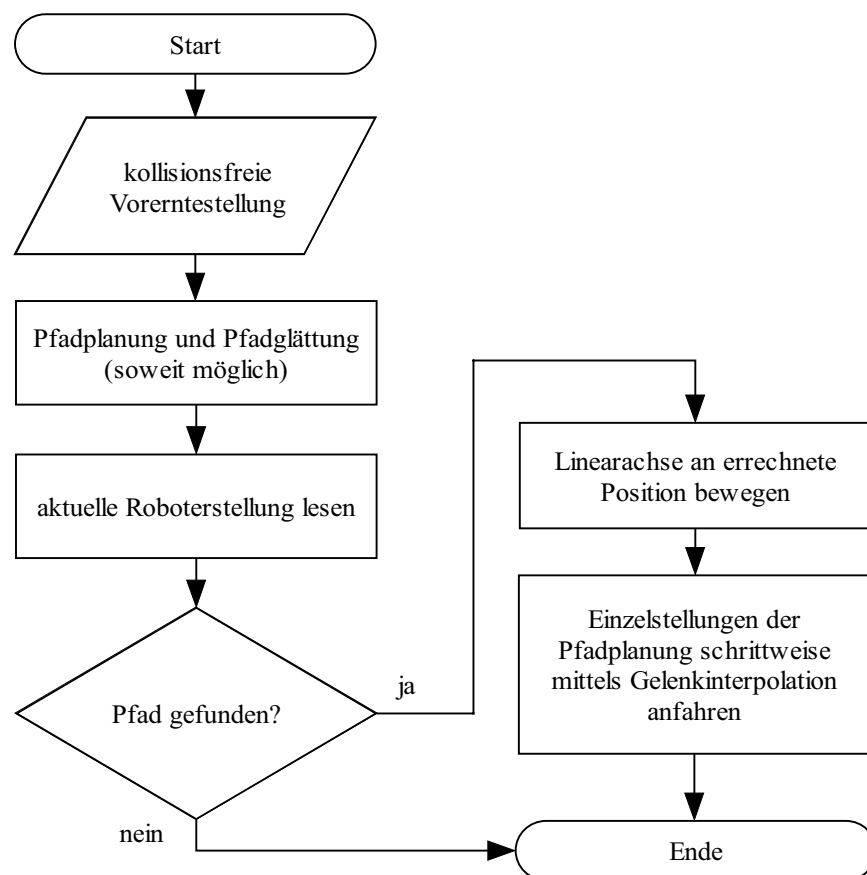 Start
kollisionsfreie
Vorerntestellung
Pfadplanung und Pfadglättung
(soweit möglich)
aktuelle Roboterstellung lesen
Pfad gefunden?
ja
nein
Linearachse an errechnete
Position bewegen
Einzelstellungen der
Pfadplanung schrittweise
mittels Gelenkinterpolation
anfahren
Ende